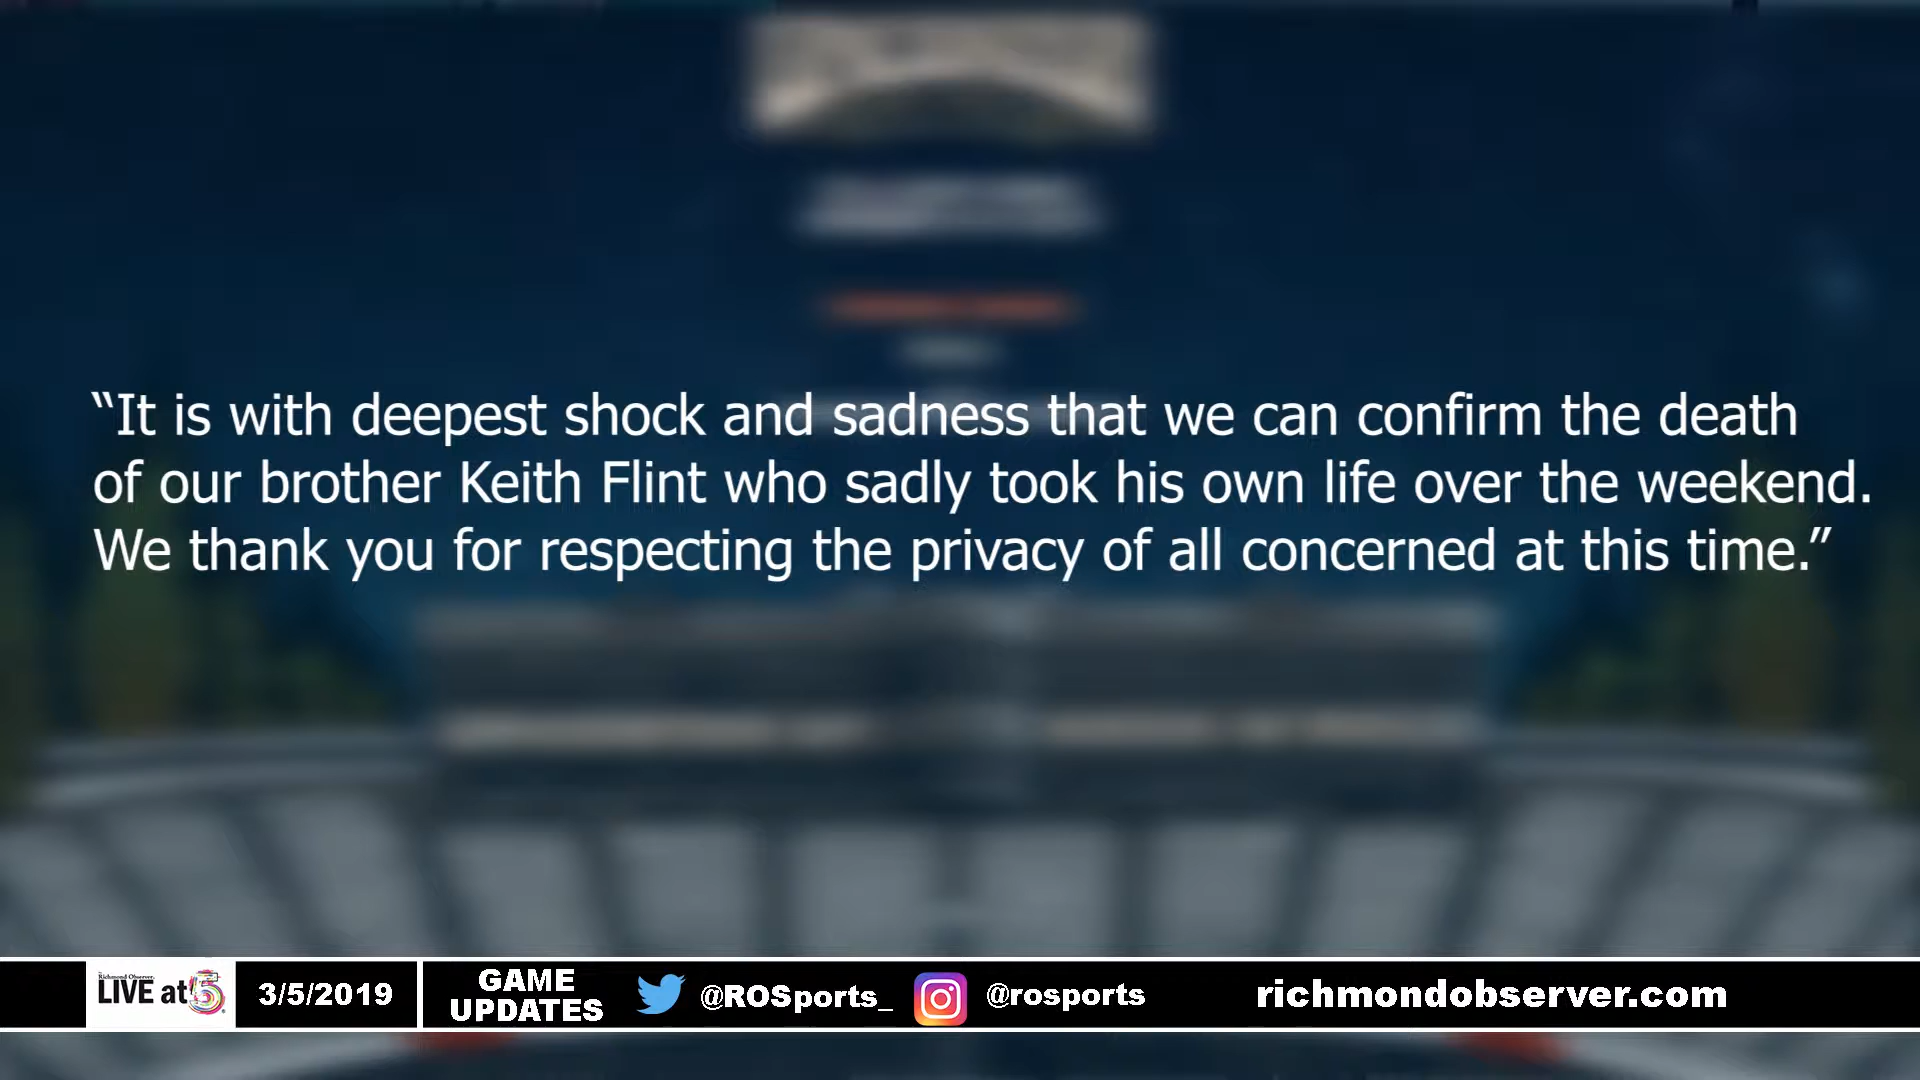 “It is with deepest shock and sadness that we can confirm the death
of our brother Keith Flint who sadly took his own life over the weekend.
We thank you for respecting the privacy of all concerned at this time.”
Richmond Observer
LIVE at 5
3/5/2019
GAME
UPDATES
@ROSports_
@rosports
richmondobserver.com